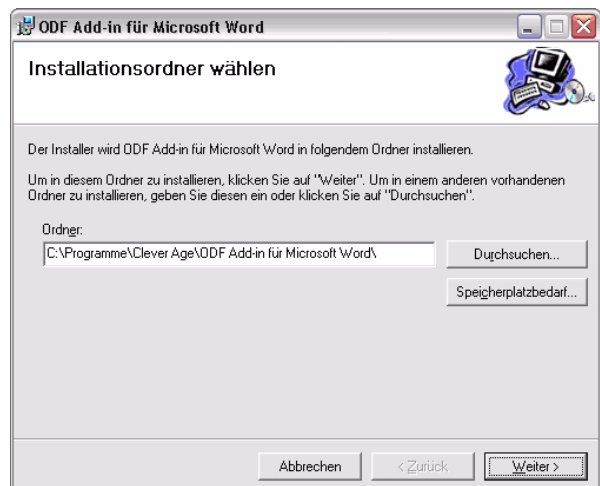 ODF Add-in für Microsoft Word
Installationsordner wählen
Der Installer wird ODF Add-in für Microsoft Word in folgendem Ordner installieren.
Um in diesem Ordner zu installieren, klicken Sie auf "Weiter". Um in einem anderen vorhandenen
Ordner zu installieren, geben Sie diesen ein oder klicken Sie auf "Durchsuchen".
Ordner:
C:\Programme\Clever Age\ODF Add-in für Microsoft Word\
Durchsuchen...
Speicherplatzbedarf...
Abbrechen < Zurück Weiter >